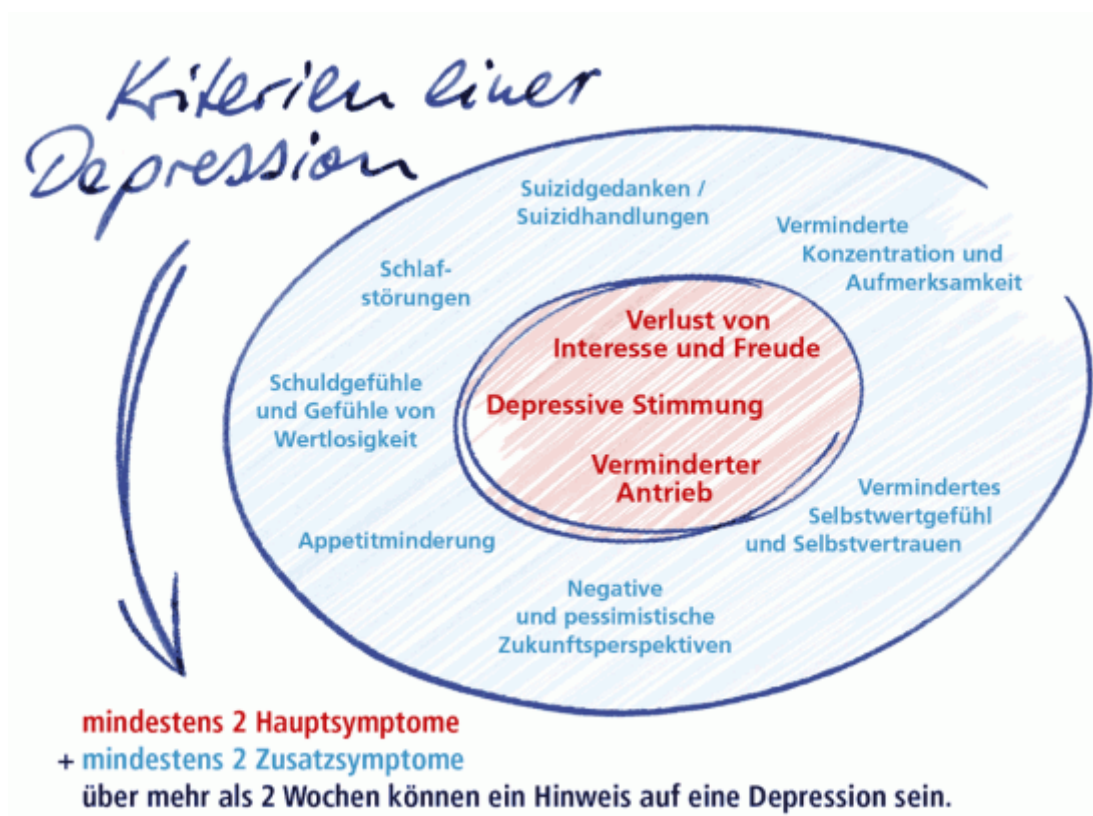 Kriterien einer
Depression
Suizidgedanken /
Suizidhandlungen
Verminderte
Konzentration und
Aufmerksamkeit
Schlaf-
störungen
Verlust von
Interesse und Freude
Schuldgefühle
und Gefühle von
Wertlosigkeit
Depressive Stimmung
Verminderter
Antrieb
Vermindertes
Selbstwertgefühl
und Selbstvertrauen
Appetitminderung
Negative
und pessimistische
Zukunftsperspektiven
mindestens 2 Hauptsymptome
+ mindestens 2 Zusatzsymptome
über mehr als 2 Wochen können ein Hinweis auf eine Depression sein.